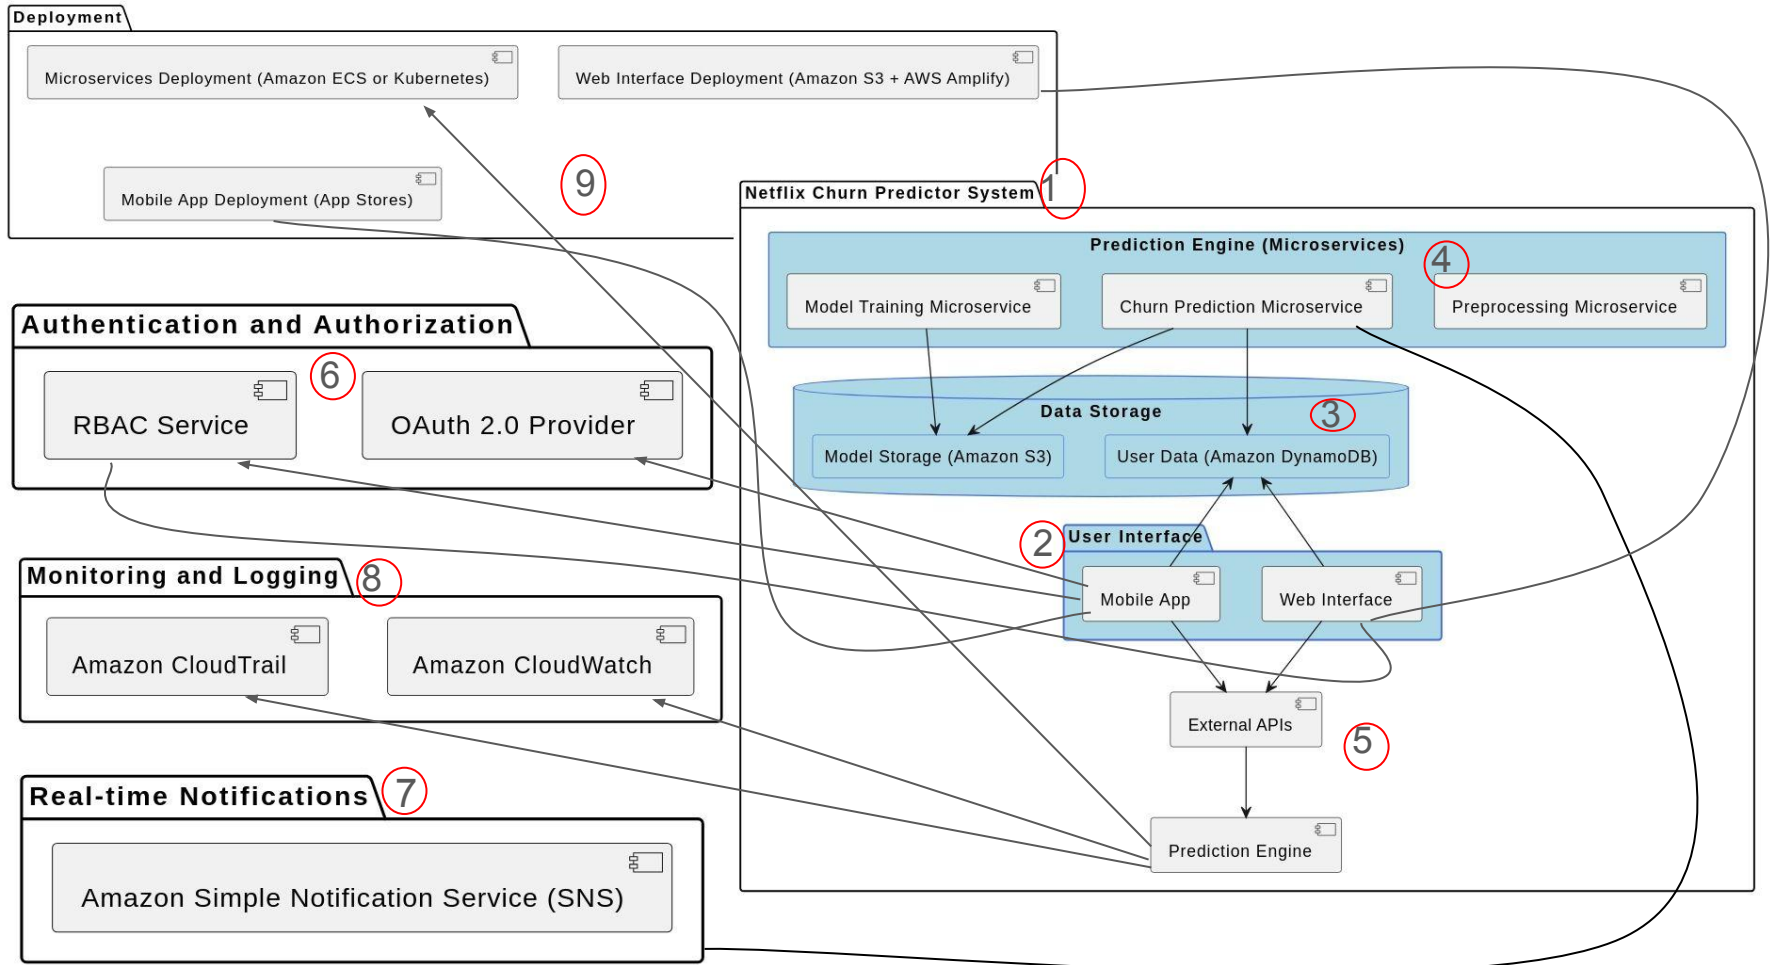 Deployment
Microservices Deployment (Amazon ECS or Kubernetes)
Web Interface Deployment (Amazon S3 + AWS Amplify)
Mobile App Deployment (App Stores)
9
Netflix Churn Predictor System
1
Prediction Engine (Microservices)
4
Model Training Microservice
Churn Prediction Microservice
Preprocessing Microservice
Data Storage
3
Model Storage (Amazon S3)
User Data (Amazon DynamoDB)
2
User Interface
Mobile App
Web Interface
External APIs
5
Prediction Engine
Authentication and Authorization
6
RBAC Service
OAuth 2.0 Provider
Monitoring and Logging
8
Amazon CloudTrail
Amazon CloudWatch
Real-time Notifications
7
Amazon Simple Notification Service (SNS)